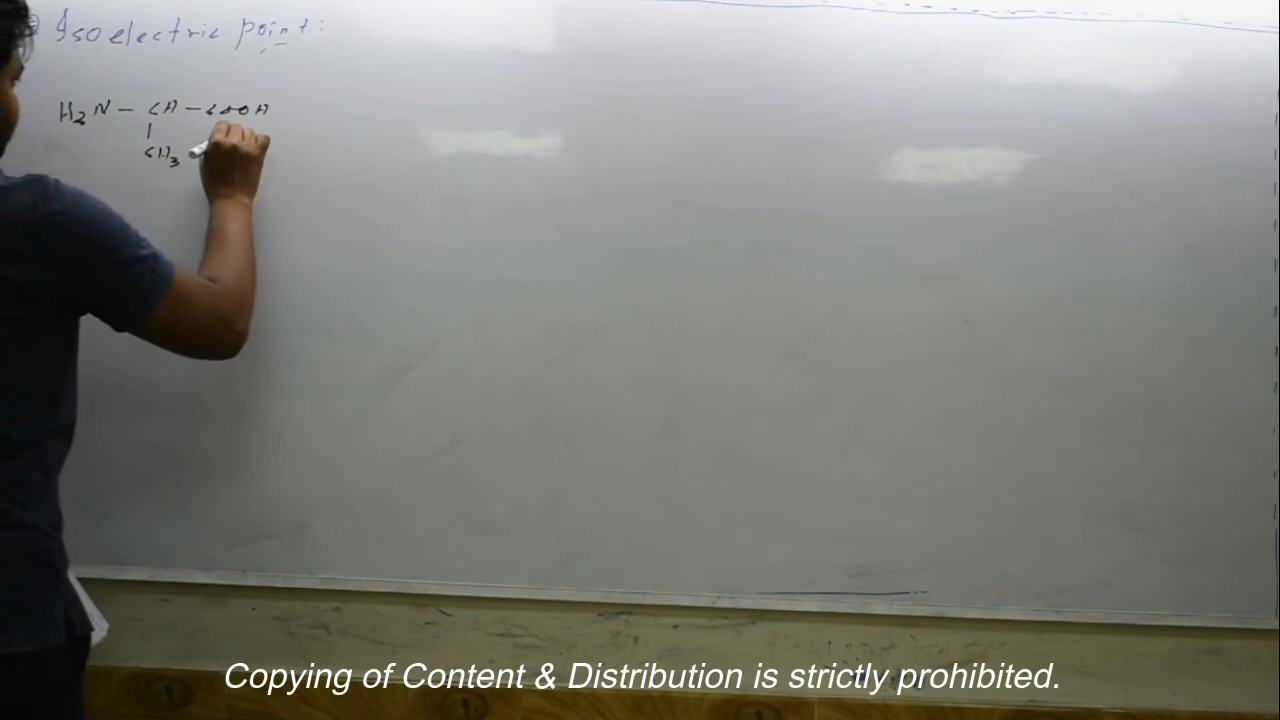 Isoelectric point:
H2N – CH – COOH
|
CH3
Copying of Content & Distribution is strictly prohibited.